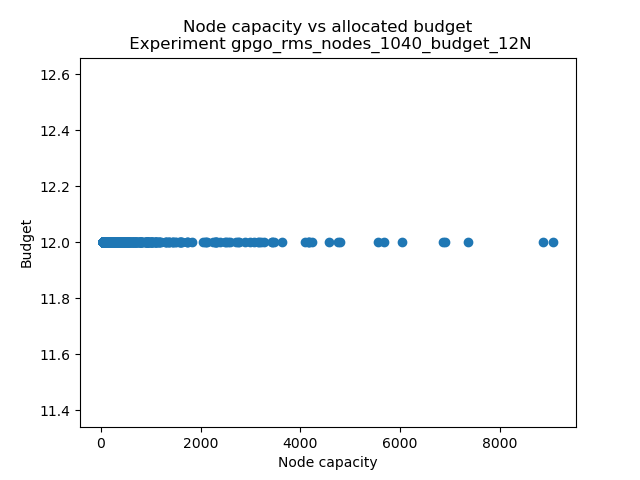 Node capacity vs allocated budget
Experiment gpgo_rms_nodes_1040_budget_12N
12.6
12.4
12.2
12.0
11.8
11.6
11.4
Budget
0 2000 4000 6000 8000
Node capacity